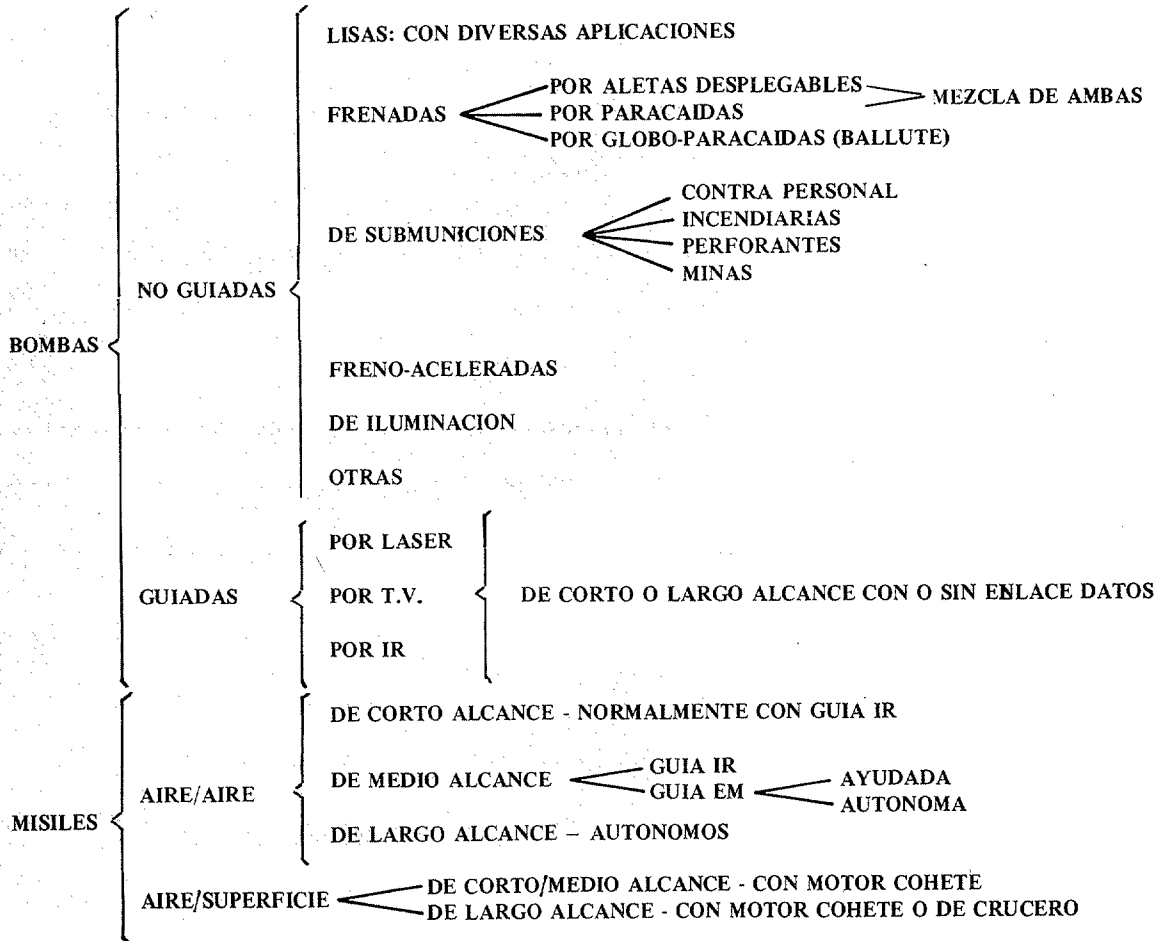 LISAS: CON DIVERSAS APLICACIONES
FRENADAS
POR ALETAS DESPLEGABLES
POR PARACAIDAS
POR GLOBO-PARACAIDAS (BALLUTE)
MEZCLA DE AMBAS
DE SUBMUNICIONES
CONTRA PERSONAL
INCENDIARIAS
PERFORANTES
MINAS
NO GUIADAS
BOMBAS
FRENO-ACELERADAS
DE ILUMINACION
OTRAS
GUIADAS
POR LASER
POR T.V.
POR IR
DE CORTO O LARGO ALCANCE CON O SIN ENLACE DATOS
MISILES
AIRE/AIRE
DE CORTO ALCANCE - NORMALMENTE CON GUIA IR
DE MEDIO ALCANCE
GUIA IR
GUIA EM
AYUDADA
AUTONOMA
DE LARGO ALCANCE – AUTONOMOS
AIRE/SUPERFICIE
DE CORTO/MEDIO ALCANCE - CON MOTOR COHETE
DE LARGO ALCANCE - CON MOTOR COHETE O DE CRUCERO